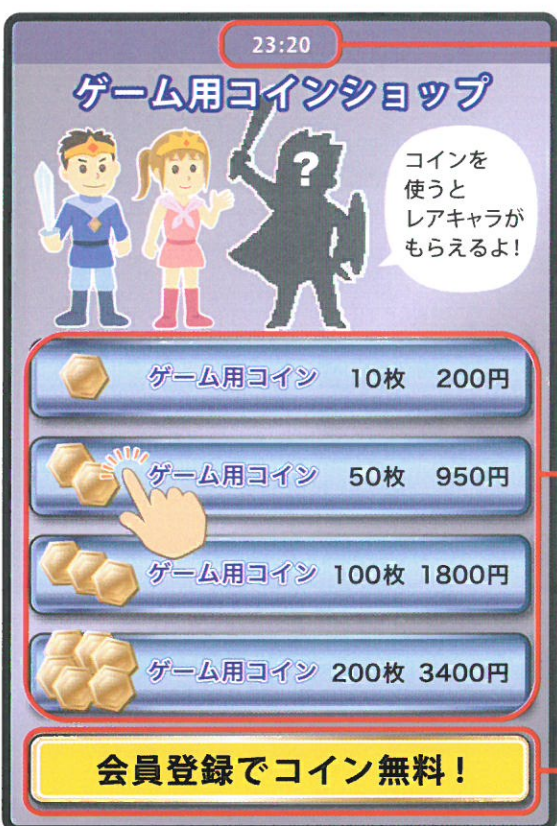 23:20
ゲーム用コインショップ
?
コインを
使うと
レアキャラが
もらえるよ!
ゲーム用コイン 10枚 200円
ゲーム用コイン 50枚 950円
ゲーム用コイン 100枚 1800円
ゲーム用コイン 200枚 3400円
会員登録でコイン無料!